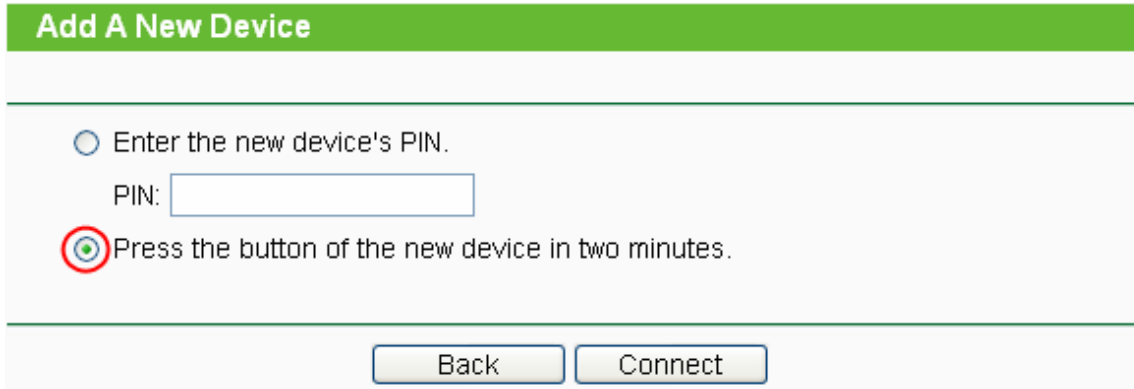 Add A New Device
Enter the new device's PIN.
PIN:
Press the button of the new device in two minutes.
Back Connect